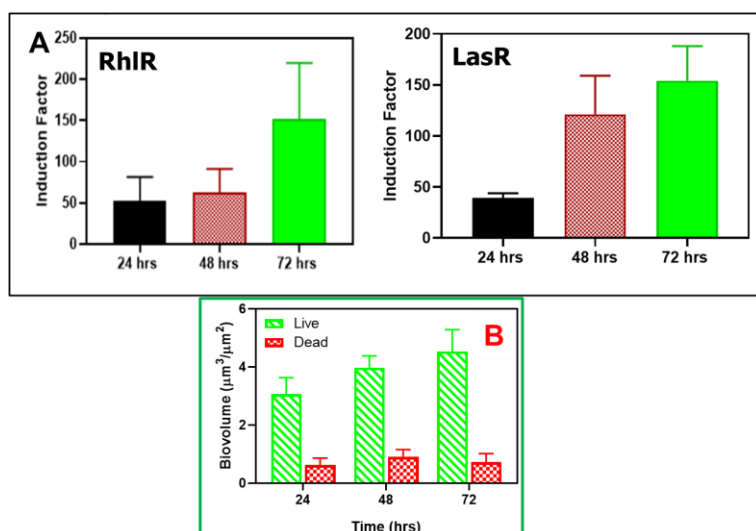 A
RhlR
Induction Factor
250
200
150
100
50
0
24 hrs
48 hrs
72 hrs
LasR
Induction Factor
200
150
100
50
0
24 hrs
48 hrs
72 hrs
B
Live
Dead
Biovolume (μm³/μm²)
6
4
2
0
24
48
72
Time (hrs)